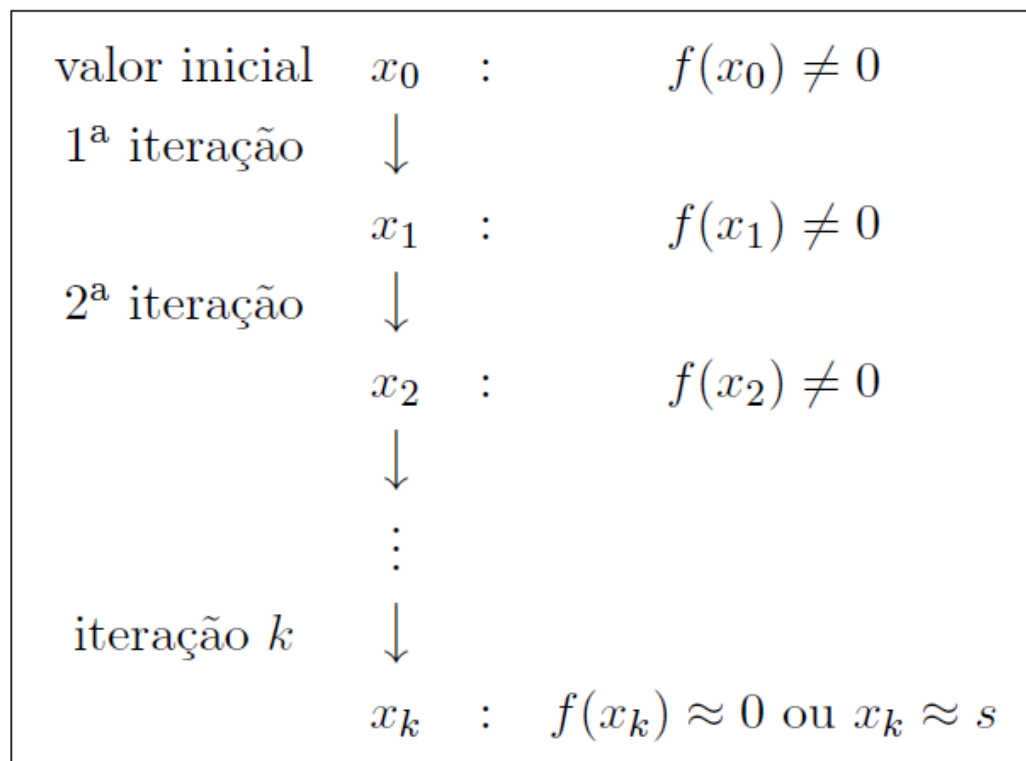 valor inicial x₀ : f(x₀) ≠ 0
1ª iteração ↓
x₁ : f(x₁) ≠ 0
2ª iteração ↓
x₂ : f(x₂) ≠ 0
↓
⋮
iteração k ↓
xₖ : f(xₖ) ≈ 0 ou xₖ ≈ s